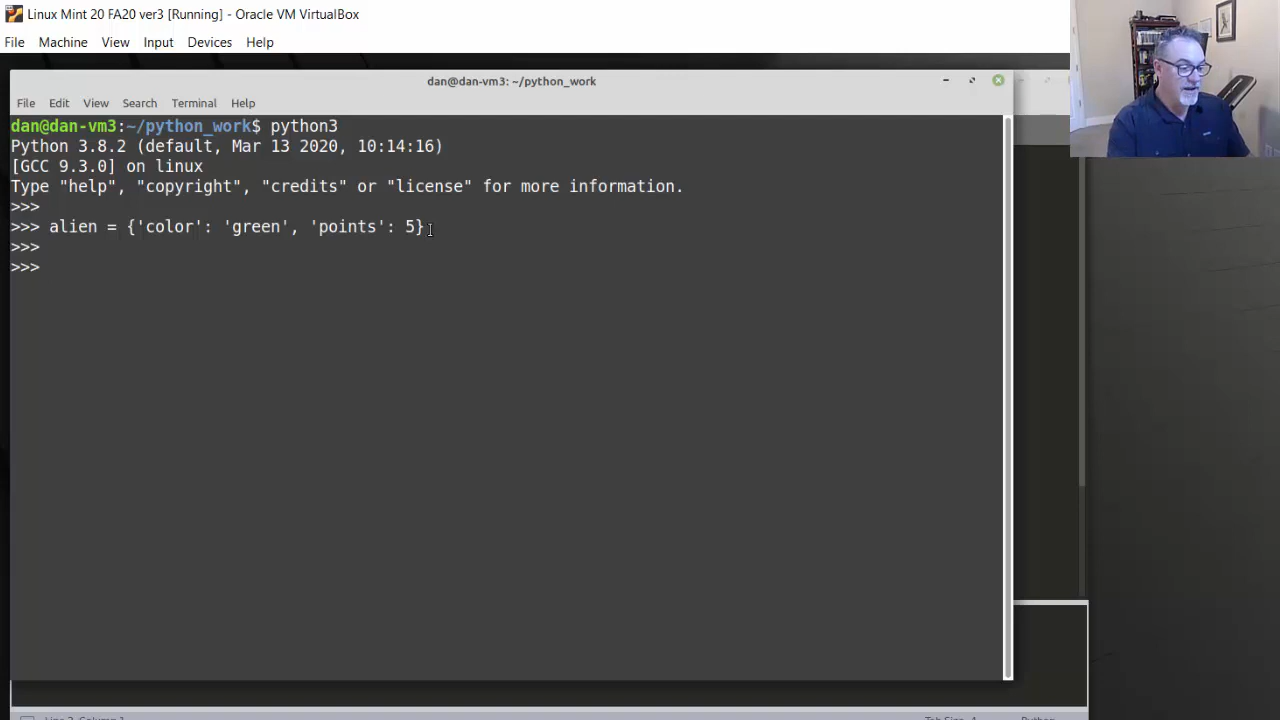 Linux Mint 20 FA20 ver3 [Running] - Oracle VM VirtualBox
File Machine View Input Devices Help
dan@dan-vm3: ~/python_work
File Edit View Search Terminal Help
dan@dan-vm3:~/python_work$ python3
Python 3.8.2 (default, Mar 13 2020, 10:14:16)
[GCC 9.3.0] on linux
Type "help", "copyright", "credits" or "license" for more information.
>>>
>>> alien = {'color': 'green', 'points': 5}
>>>
>>>